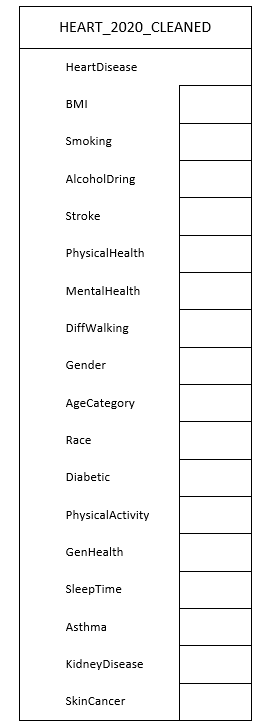 HEART_2020_CLEANED
HeartDisease
BMI
Smoking
AlcoholDring
Stroke
PhysicalHealth
MentalHealth
DiffWalking
Gender
AgeCategory
Race
Diabetic
PhysicalActivity
GenHealth
SleepTime
Asthma
KidneyDisease
SkinCancer